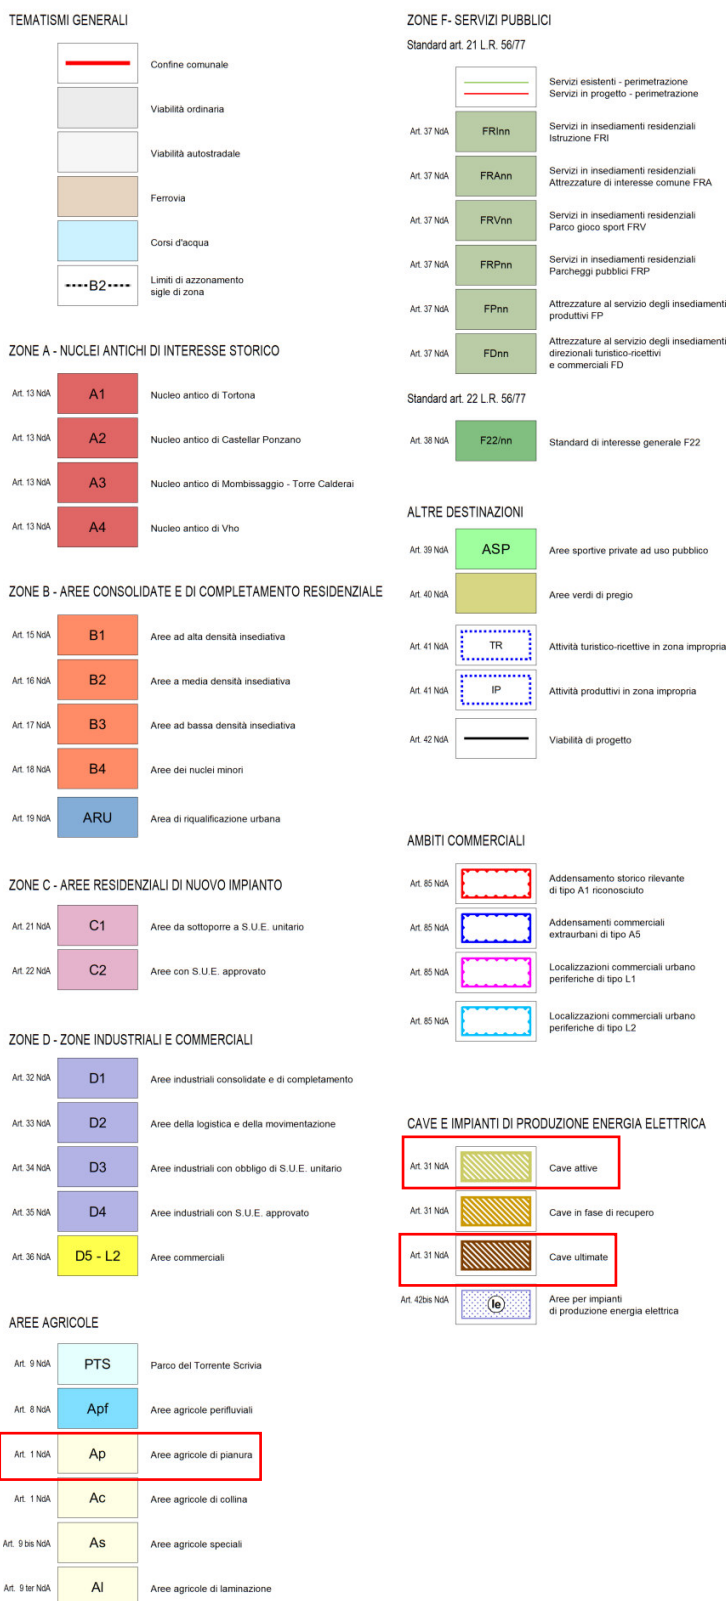 TEMATISMI GENERALI
Confine comunale
Viabilità ordinaria
Viabilità autostradale
Ferrovia
Corsi d'acqua
B2
Limiti di azzonamento
sigle di zona
ZONE A - NUCLEI ANTICHI DI INTERESSE STORICO
Art. 13 NdA A1 Nucleo antico di Tortona
Art. 13 NdA A2 Nucleo antico di Castellar Ponzano
Art. 13 NdA A3 Nucleo antico di Mombissaggio - Torre Calderai
Art. 13 NdA A4 Nucleo antico di Vho
ZONE B - AREE CONSOLIDATE E DI COMPLETAMENTO RESIDENZIALE
Art. 15 NdA B1 Aree ad alta densità insediativa
Art. 16 NdA B2 Aree a media densità insediativa
Art. 17 NdA B3 Aree ad bassa densità insediativa
Art. 18 NdA B4 Aree dei nuclei minori
Art. 19 NdA ARU Area di riqualificazione urbana
ZONE C - AREE RESIDENZIALI DI NUOVO IMPIANTO
Art. 21 NdA C1 Aree da sottoporre a S.U.E. unitario
Art. 22 NdA C2 Aree con S.U.E. approvato
ZONE D - ZONE INDUSTRIALI E COMMERCIALI
Art. 32 NdA D1 Aree industriali consolidate e di completamento
Art. 33 NdA D2 Aree della logistica e della movimentazione
Art. 34 NdA D3 Aree industriali con obbligo di S.U.E. unitario
Art. 35 NdA D4 Aree industriali con S.U.E. approvato
Art. 36 NdA D5 - L2 Aree commerciali
AREE AGRICOLE
Art. 9 NdA PTS Parco del Torrente Scrivia
Art. 8 NdA Apf Aree agricole perifluviali
Art. 1 NdA Ap Aree agricole di pianura
Art. 1 NdA Ac Aree agricole di collina
Art. 9 bis NdA As Aree agricole speciali
Art. 9 ter NdA Al Aree agricole di laminazione
ZONE F- SERVIZI PUBBLICI
Standard art. 21 L.R. 56/77
Servizi esistenti - perimetrazione
Servizi in progetto - perimetrazione
Art. 37 NdA FRInn Servizi in insediamenti residenziali
Istruzione FRI
Art. 37 NdA FRAnn Servizi in insediamenti residenziali
Attrezzature di interesse comune FRA
Art. 37 NdA FRVnn Servizi in insediamenti residenziali
Parco gioco sport FRV
Art. 37 NdA FRPnn Servizi in insediamenti residenziali
Parcheggi pubblici FRP
Art. 37 NdA FPnn Attrezzature al servizio degli insediamenti
produttivi FP
Art. 37 NdA FDnn Attrezzature al servizio degli insediamenti
direzionali turistico-ricettivi
e commerciali FD
Standard art. 22 L.R. 56/77
Art. 38 NdA F22/nn Standard di interesse generale F22
ALTRE DESTINAZIONI
Art. 39 NdA ASP Aree sportive private ad uso pubblico
Art. 40 NdA Aree verdi di pregio
Art. 41 NdA TR Attività turistico-ricettive in zona impropria
Art. 41 NdA IP Attività produttivi in zona impropria
Art. 42 NdA Viabilità di progetto
AMBITI COMMERCIALI
Art. 85 NdA Addensamento storico rilevante
di tipo A1 riconosciuto
Art. 85 NdA Addensamenti commerciali
extraurbani di tipo A5
Art. 85 NdA Localizzazioni commerciali urbano
periferiche di tipo L1
Art. 85 NdA Localizzazioni commerciali urbano
periferiche di tipo L2
CAVE E IMPIANTI DI PRODUZIONE ENERGIA ELETTRICA
Art. 31 NdA Cave attive
Art. 31 NdA Cave in fase di recupero
Art. 31 NdA Cave ultimate
Art. 42bis NdA Ie Aree per impianti
di produzione energia elettrica